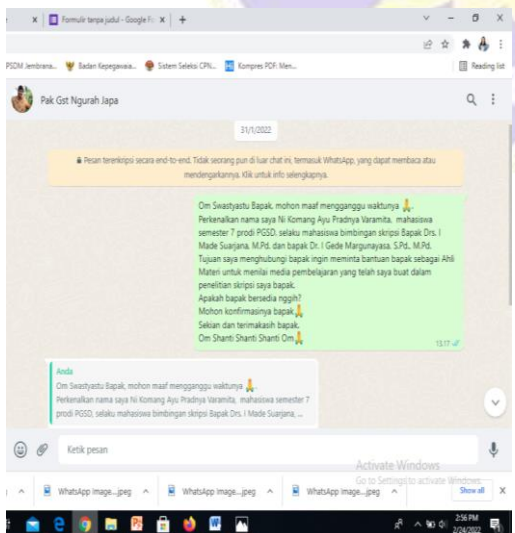 Formulir tanpa judul - Google Fo
PSDM Jembrana... Badan Kepegawaia... Sistem Seleksi CPN... Kompres PDF: Men... Reading list
Pak Gst Ngurah Japa
31/1/2022
Pesan terenkripsi secara end-to-end. Tidak seorang pun di luar chat ini, termasuk WhatsApp, yang dapat membaca atau
mendengarkannya. Klik untuk info selengkapnya.
Om Swastyastu Bapak, mohon maaf mengganggu waktunya 🙏.
Perkenalkan nama saya Ni Komang Ayu Pradnya Varamita, mahasiswa
semester 7 prodi PGSD, selaku mahasiswa bimbingan skripsi Bapak Drs. I
Made Suarjana, M.Pd. dan bapak Dr. I Gede Margunayasa. S.Pd., M.Pd.
Tujuan saya menghubungi bapak ingin meminta bantuan bapak sebagai Ahli
Materi untuk menilai media pembelajaran yang telah saya buat dalam
penelitian skripsi saya bapak.
Apakah bapak bersedia nggih?
Mohon konfirmasinya bapak🙏
Sekian dan terimakasih bapak.
Om Shanti Shanti Shanti Om🙏
13.17
Anda
Om Swastyastu Bapak, mohon maaf mengganggu waktunya 🙏.
Perkenalkan nama saya Ni Komang Ayu Pradnya Varamita, mahasiswa semester 7
prodi PGSD, selaku mahasiswa bimbingan skripsi Bapak Drs. I Made Suarjana, ...
Ketik pesan
Activate Windows
Go to Settings to activate Windows.
WhatsApp Image....jpeg WhatsApp Image....jpeg WhatsApp Image....jpeg Show all
2:56 PM
2/24/2022